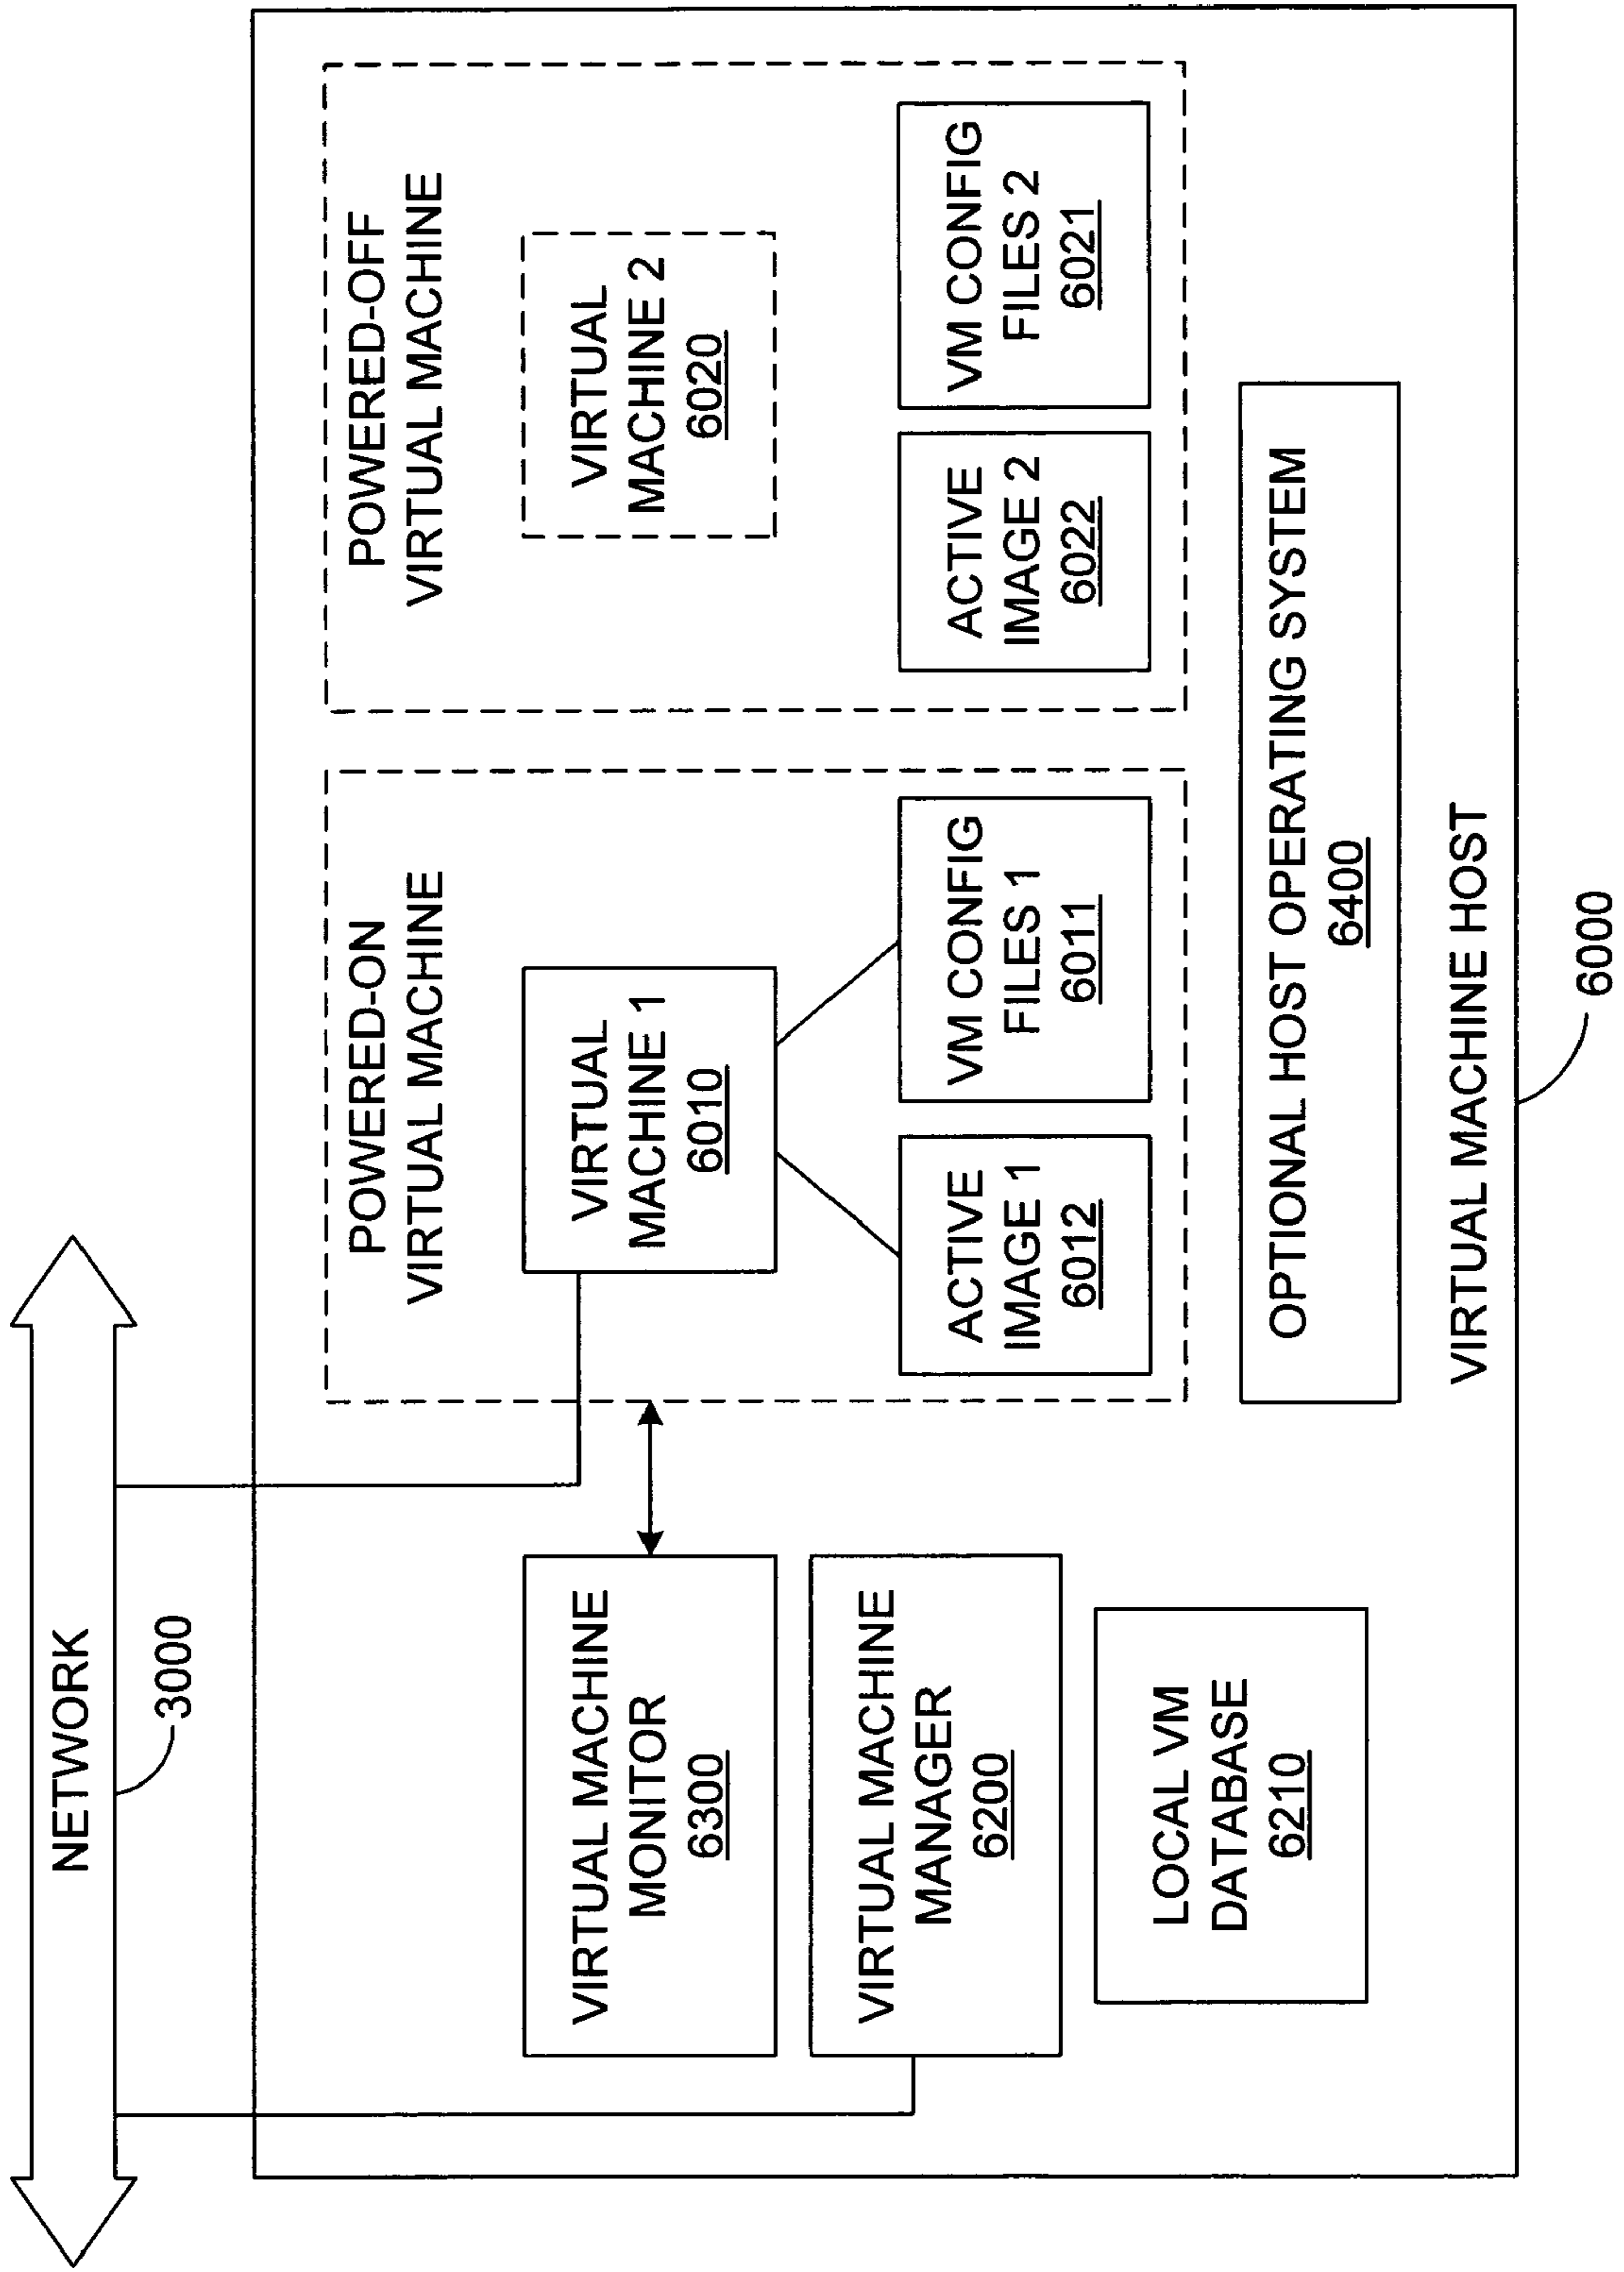 NETWORK
3000
VIRTUAL MACHINE
MONITOR
6300
VIRTUAL MACHINE
MANAGER
6200
LOCAL VM
DATABASE
6210
POWERED-ON
VIRTUAL MACHINE
VIRTUAL
MACHINE 1
6010
ACTIVE
IMAGE 1
6012
VM CONFIG
FILES 1
6011
POWERED-OFF
VIRTUAL MACHINE
VIRTUAL
MACHINE 2
6020
ACTIVE
IMAGE 2
6022
VM CONFIG
FILES 2
6021
OPTIONAL HOST OPERATING SYSTEM
6400
VIRTUAL MACHINE HOST
6000